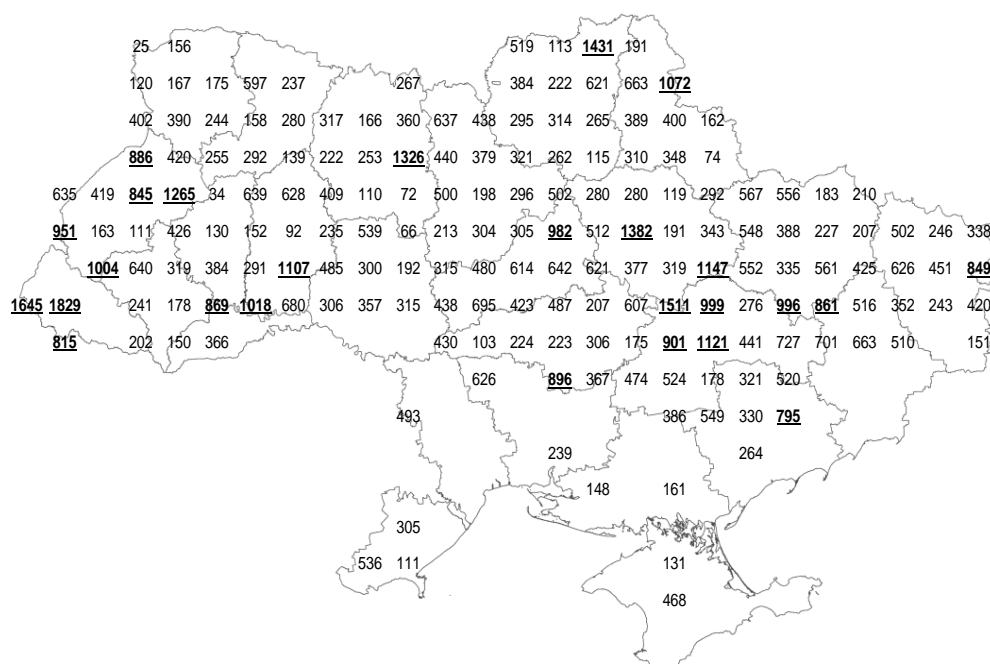 25 156 519 113 1431 191
120 167 175 597 237 267 384 222 621 663 1072
402 390 244 158 280 317 166 360 637 438 295 314 265 389 400 162
886 420 255 292 139 222 253 1326 440 379 321 262 115 310 348 74
635 419 845 1265 34 639 628 409 110 72 500 198 296 502 280 280 119 292 567 556 183 210
951 163 111 426 130 152 92 235 539 66 213 304 305 982 512 1382 191 343 548 388 227 207 502 246 338
1004 640 319 384 291 1107 485 300 192 315 480 614 642 621 377 319 1147 552 335 561 425 626 451 849
1645 1829 241 178 869 1018 680 306 357 315 438 695 423 487 207 607 1511 999 276 996 861 516 352 243 420
815 202 150 366 430 103 224 223 306 175 901 1121 441 727 701 663 510 151
626 896 367 474 524 178 321 520
493 386 549 330 795
239 264
148 161
305
536 111 131
468